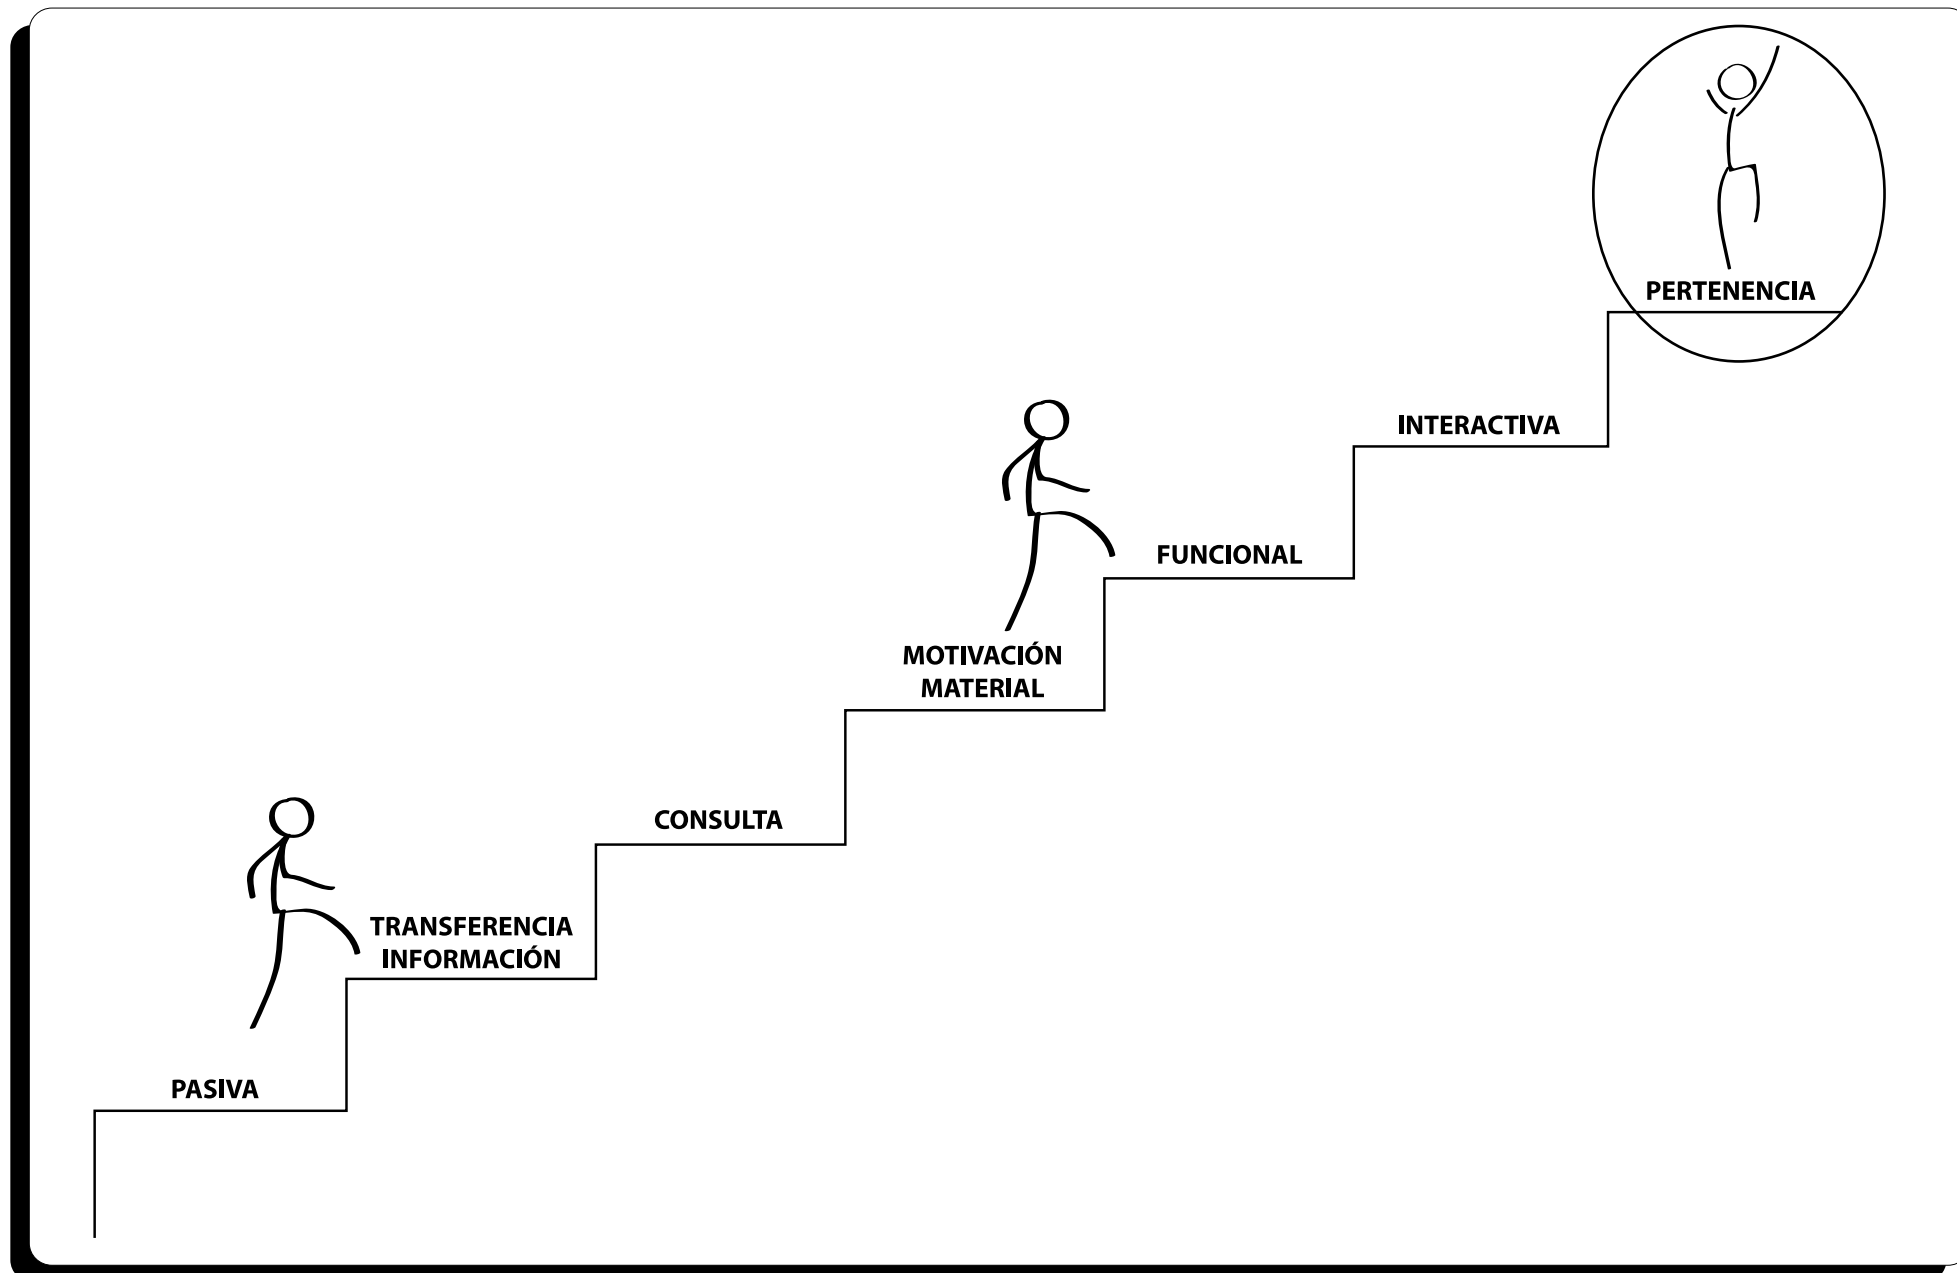 PERTENENCIA
INTERACTIVA
FUNCIONAL
MOTIVACIÓN
MATERIAL
CONSULTA
TRANSFERENCIA
INFORMACIÓN
PASIVA